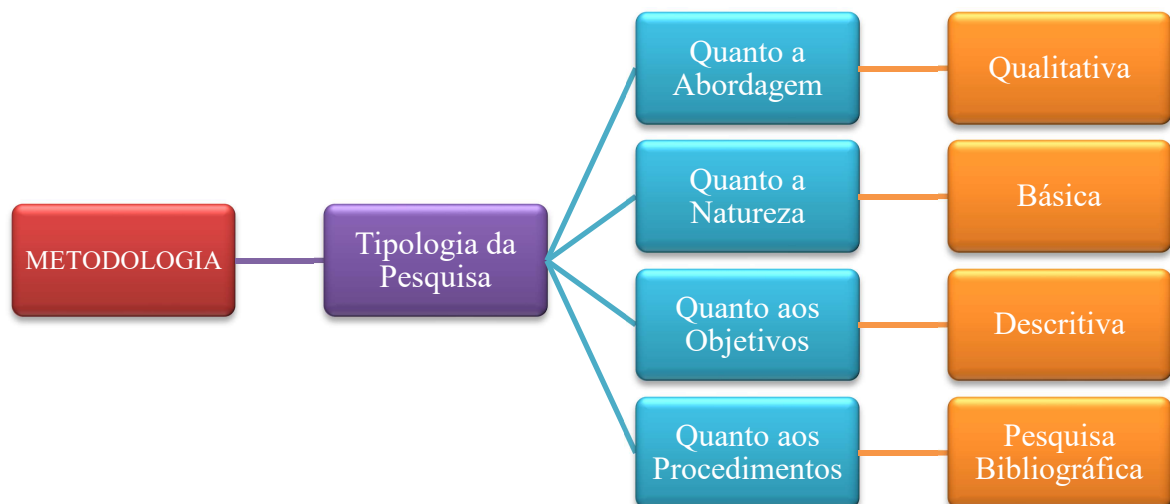 METODOLOGIA
Tipologia da
Pesquisa
Quanto a
Abordagem
Qualitativa
Quanto a
Natureza
Básica
Quanto aos
Objetivos
Descritiva
Quanto aos
Procedimentos
Pesquisa
Bibliográfica